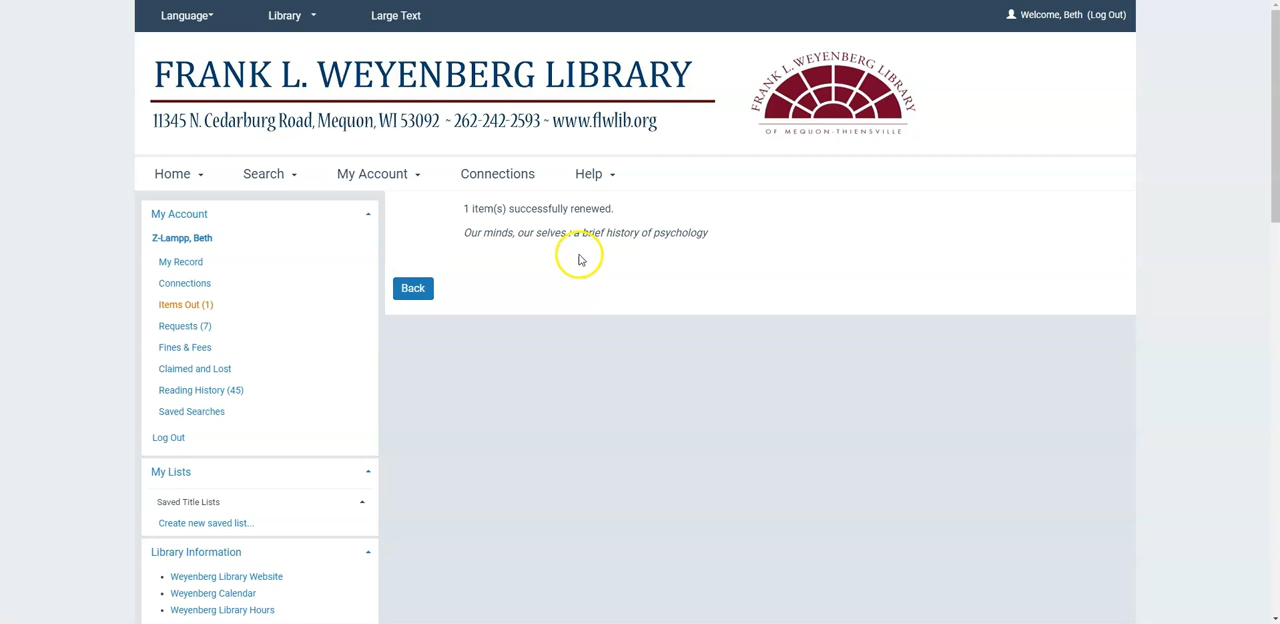 Language
Library
Large Text
Welcome, Beth (Log Out)
FRANK L. WEYENBERG LIBRARY
11345 N. Cedarburg Road, Mequon, WI 53092 ~ 262-242-2593 ~ www.flwlib.org
FRANK L. WEYENBERG LIBRARY
OF MEQUON-THIENSVILLE
Home
Search
My Account
Connections
Help
My Account
Z-Lampp, Beth
My Record
Connections
Items Out (1)
Requests (7)
Fines & Fees
Claimed and Lost
Reading History (45)
Saved Searches
Log Out
My Lists
Saved Title Lists
Create new saved list...
Library Information
Weyenberg Library Website
Weyenberg Calendar
Weyenberg Library Hours
1 item(s) successfully renewed.
Our minds, our selves : a brief history of psychology
Back